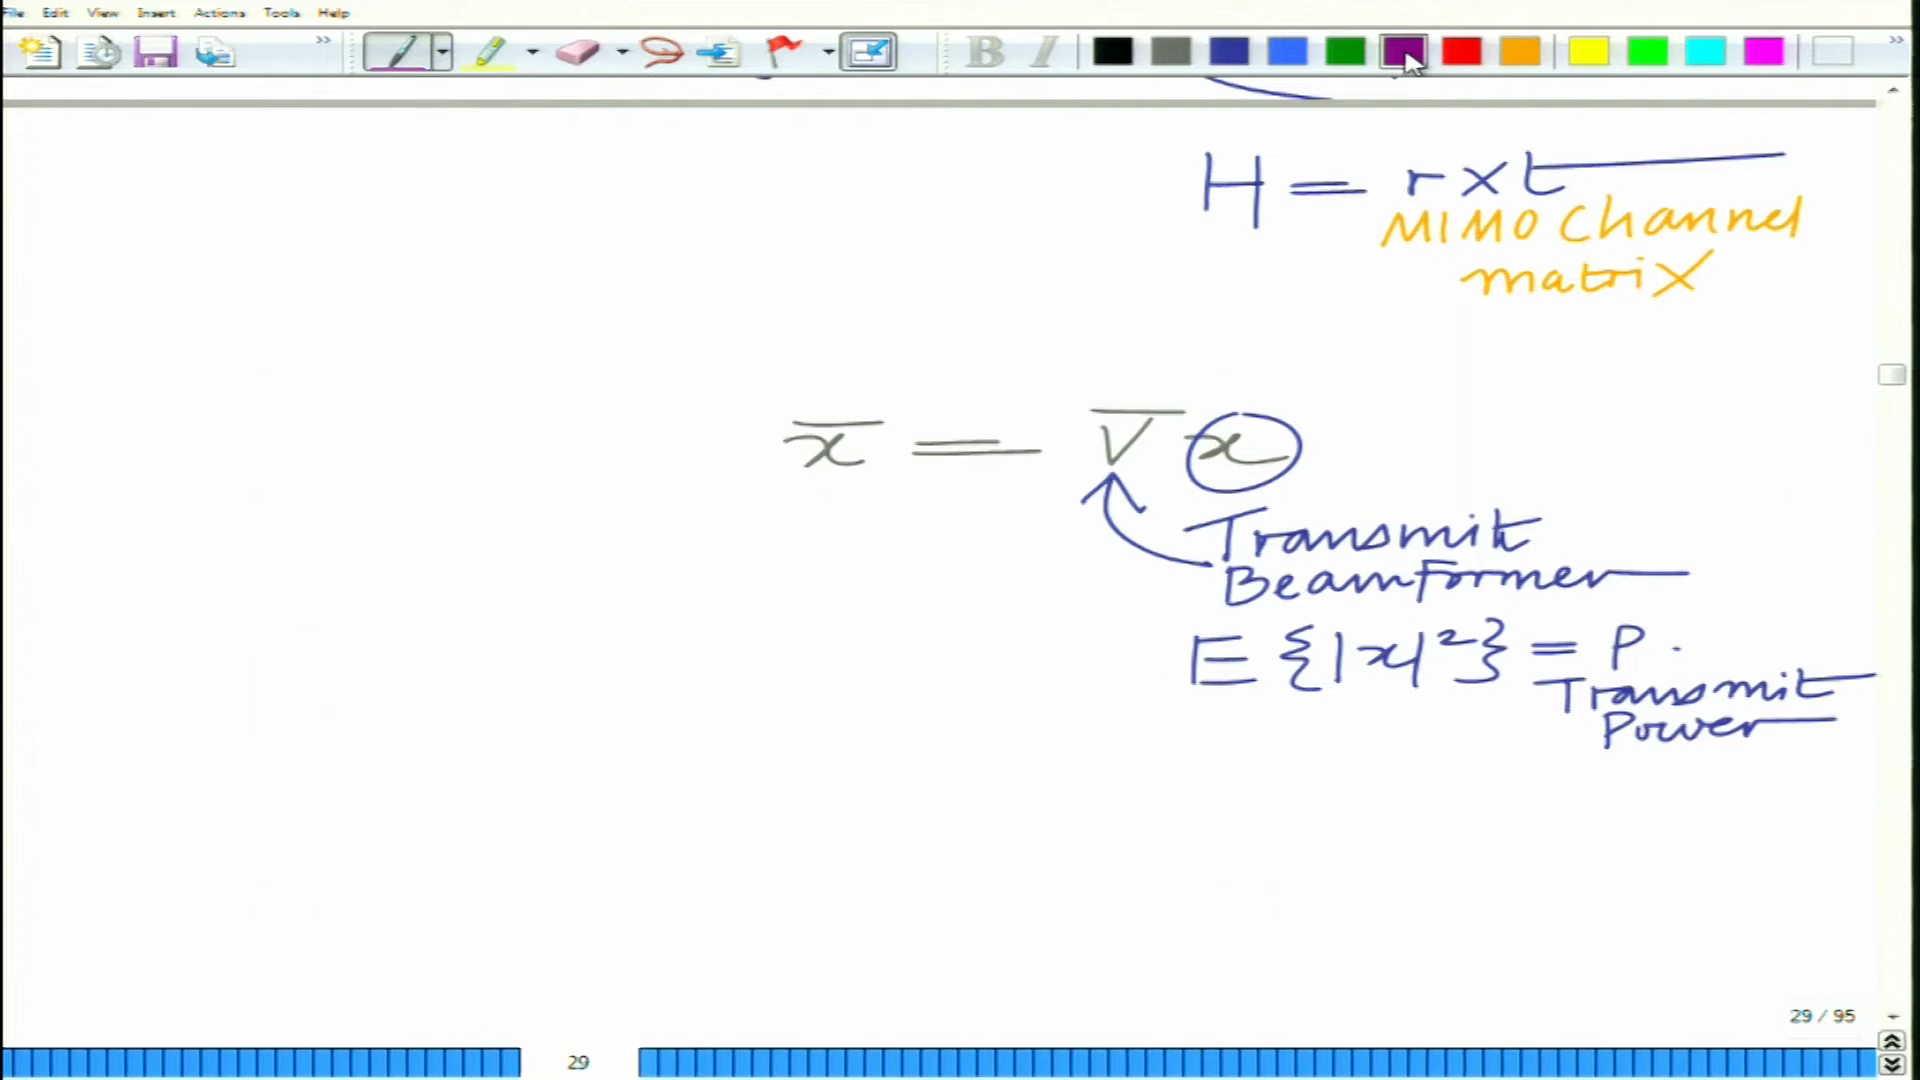 File Edit View Insert Actions Tools Help
B I
H = r × t
MIMO Channel
matrix
x̄ = v̄ x
Transmit
Beamformer
E {|x|²} = P.
Transmit
Power
29 / 95
29